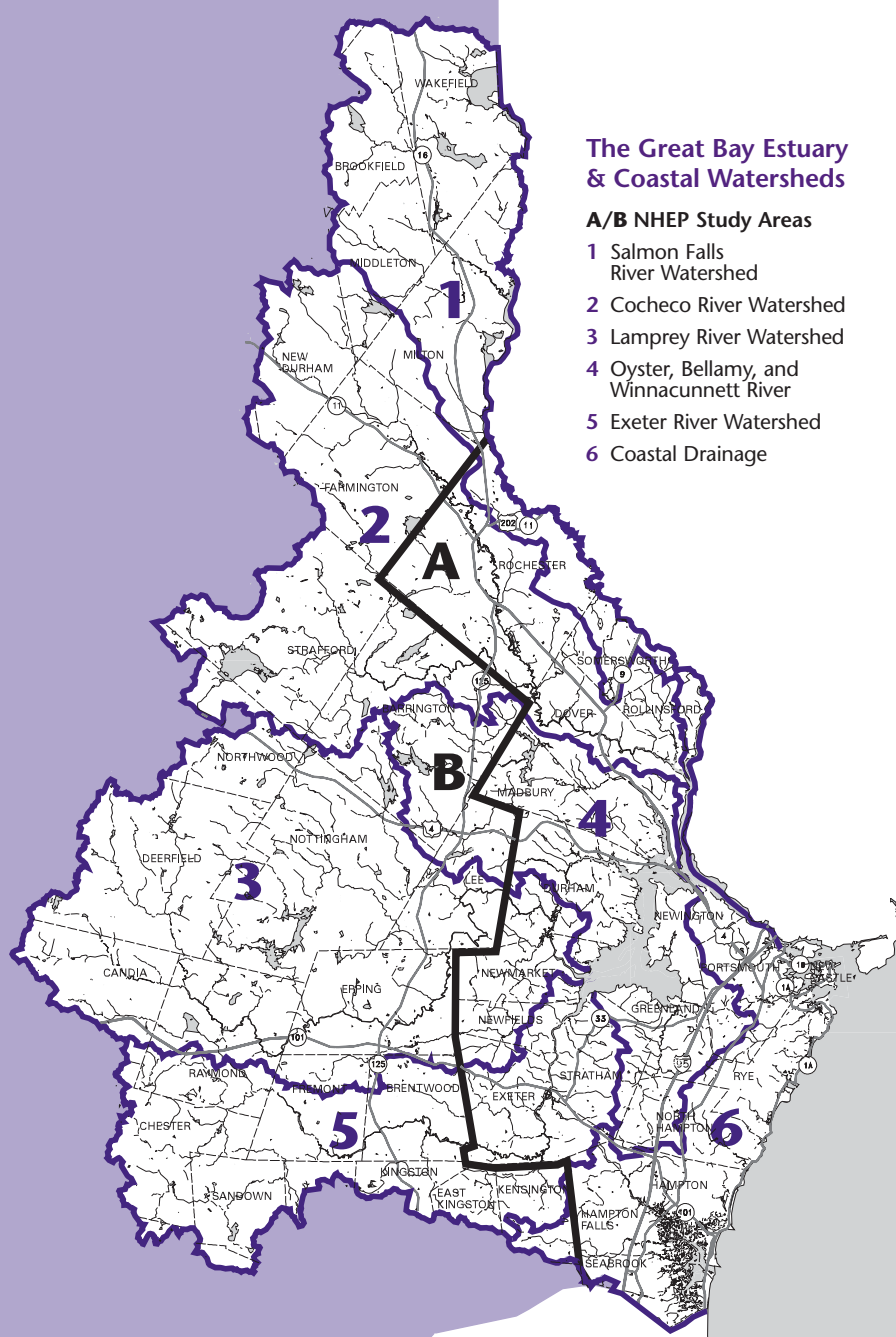 The Great Bay Estuary
& Coastal Watersheds
A/B NHEP Study Areas
1 Salmon Falls
River Watershed
2 Cocheco River Watershed
3 Lamprey River Watershed
4 Oyster, Bellamy, and
Winnacunnett River
5 Exeter River Watershed
6 Coastal Drainage
WAKEFIELD
16
BROOKFIELD
MIDDLETON
1
NEW
DURHAM
MILTON
11
FARMINGTON
2
A
202
11
ROCHESTER
STRAFFORD
SOMERSWORTH
9
125
BARRINGTON
DOVER
ROLLINSFORD
NORTHWOOD
B
MADBURY
4
4
NOTTINGHAM
DEERFIELD
3
LEE
DURHAM
NEWINGTON
4
PORTSMOUTH
1B
NEW
CASTLE
1A
CANDIA
NEWMARKET
EPPING
NEWFIELDS
33
GREENLAND
101
125
95
1A
RAYMOND
FREMONT
BRENTWOOD
STRATHAM
RYE
EXETER
CHESTER
5
NORTH
HAMPTON
6
KINGSTON
SANDOWN
EAST
KINGSTON
KENSINGTON
HAMPTON
HAMPTON
FALLS
101
SEABROOK